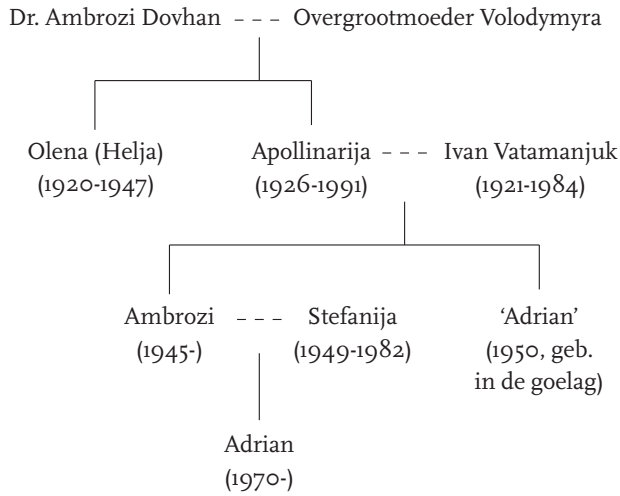 Dr. Ambrozi Dovhan – – – Overgrootmoeder Volodymyra
Olena (Helja) Apollinarija – – – Ivan Vatamanjuk
(1920-1947) (1926-1991) (1921-1984)
Ambrozi – – – Stefanija 'Adrian'
(1945-) (1949-1982) (1950, geb.
in de goelag)
Adrian
(1970-)